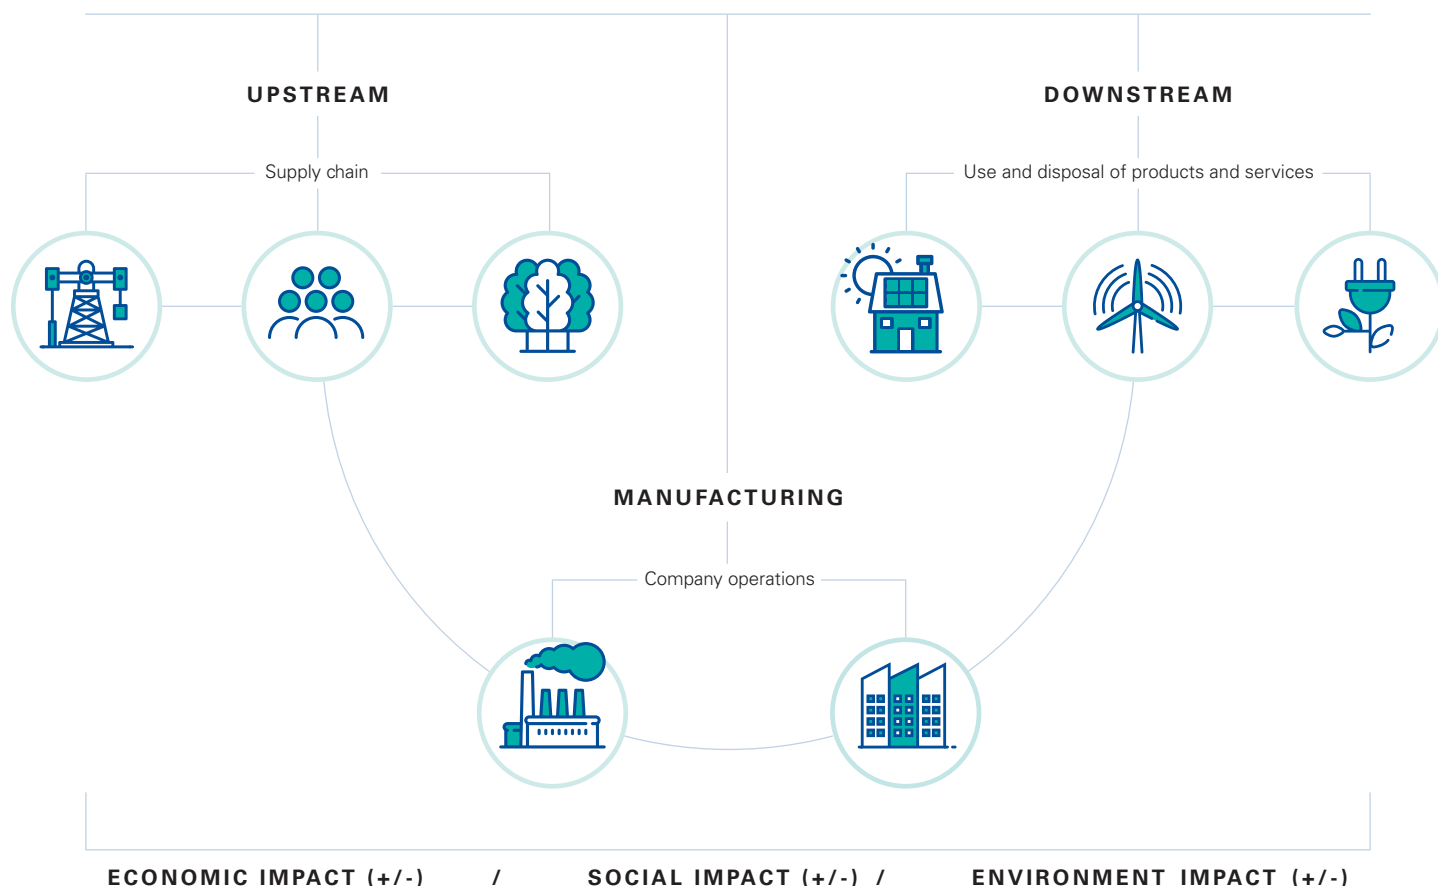 UPSTREAM
DOWNSTREAM
Supply chain
Use and disposal of products and services
MANUFACTURING
Company operations
ECONOMIC IMPACT (+/-) / SOCIAL IMPACT (+/-) / ENVIRONMENT IMPACT (+/-)